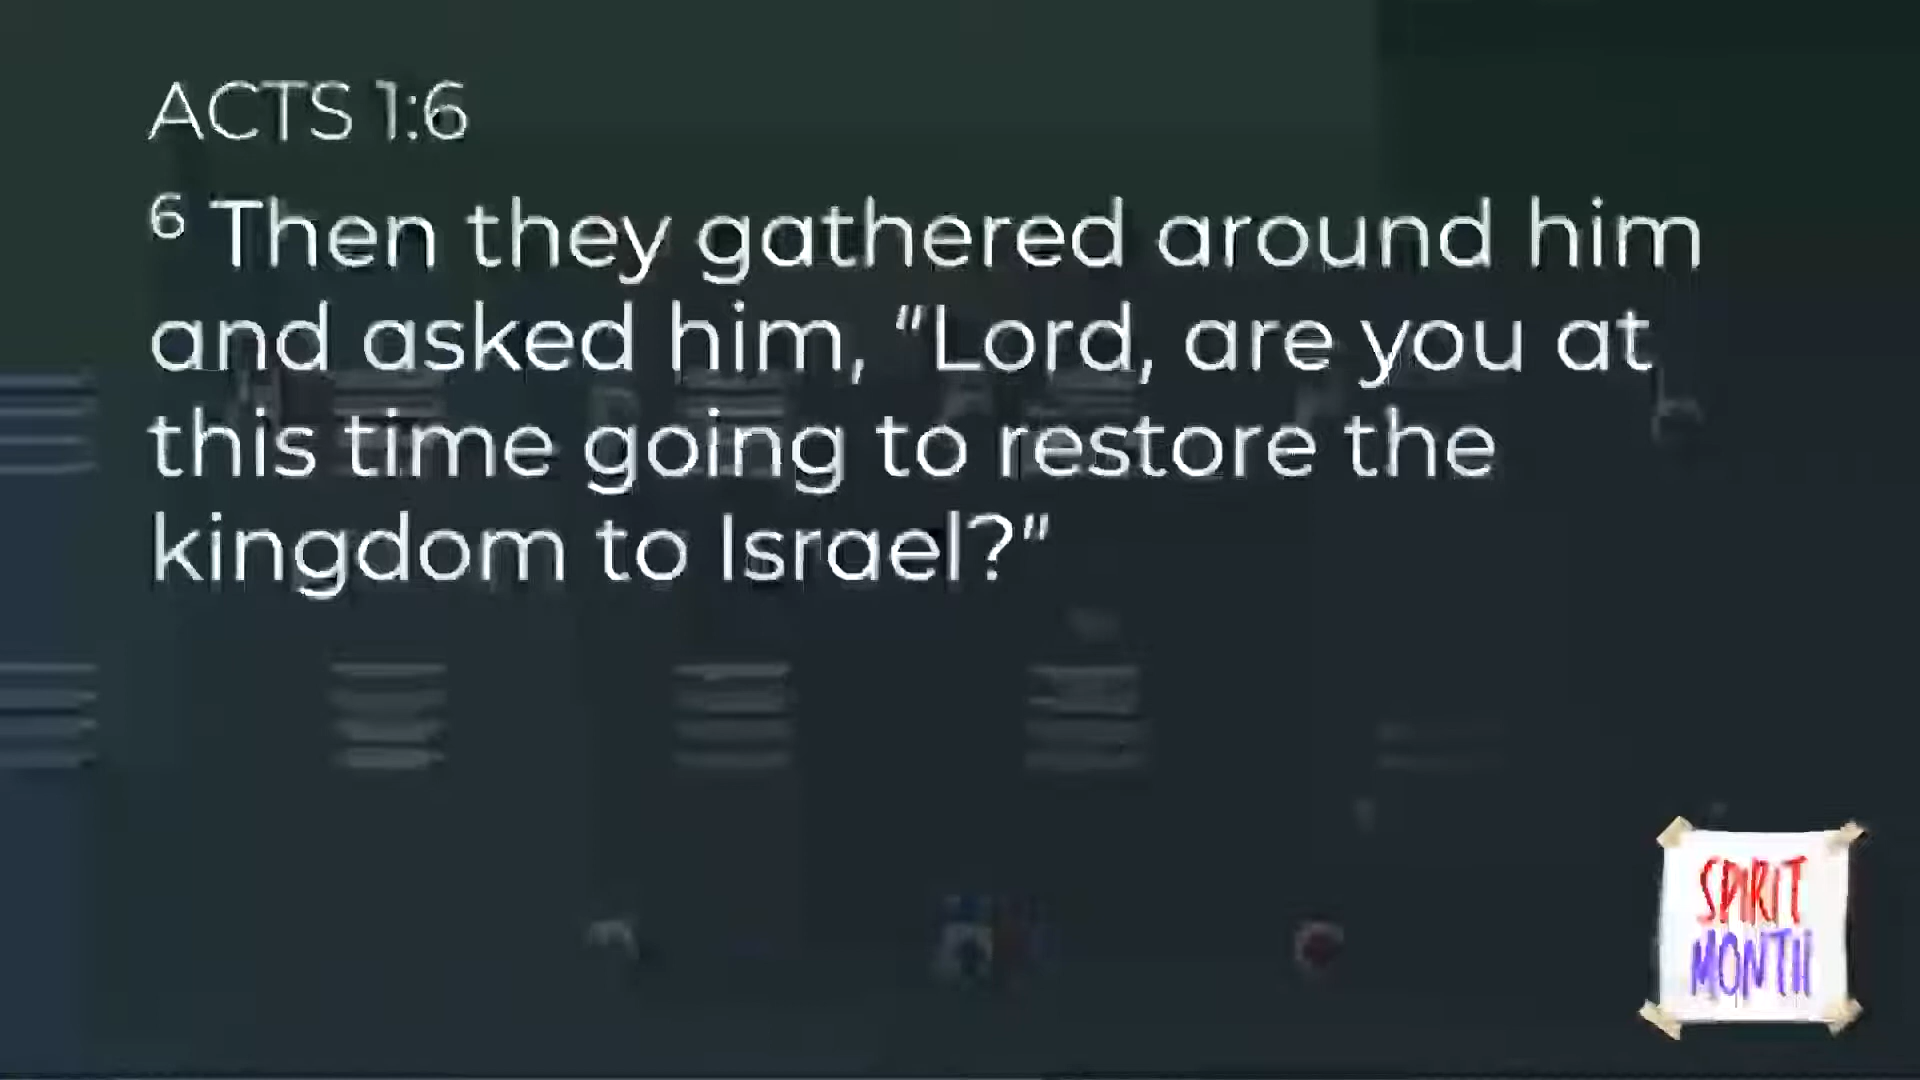 ACTS 1:6
6 Then they gathered around him
and asked him, "Lord, are you at
this time going to restore the
kingdom to Israel?"
SPIRIT
MONTH